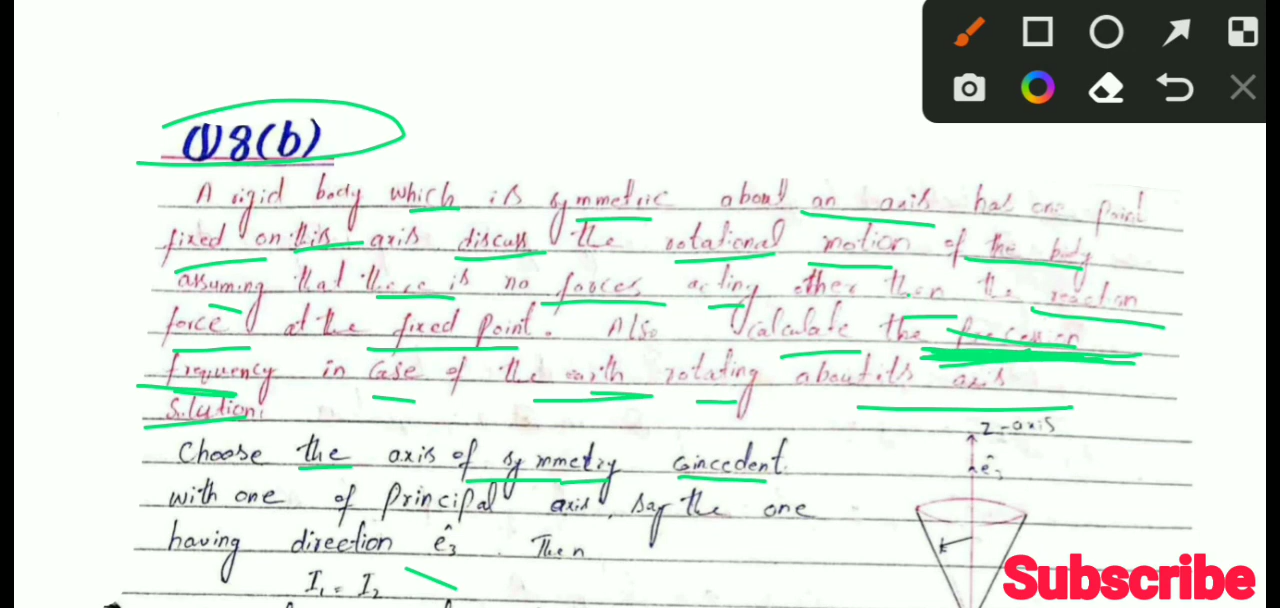 Q8(b)
A rigid body which is symmetric about an axis has one point
fixed on this axis discuss the rotational motion of the body
assuming that there is no forces acting other then the reaction
force at the fixed point. Also calculate the precession
frequency in case of the earth rotating about its axis
Solution:
z-axis
Choose the axis of symmetry coincedent
ê3
with one of principal axis, say the one
having direction ê3. Then
I1 = I2
Subscribe